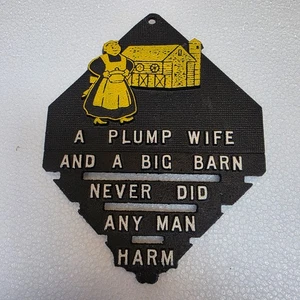 A PLUMP WIFE
AND A BIG BARN
NEVER DID
ANY MAN
HARM